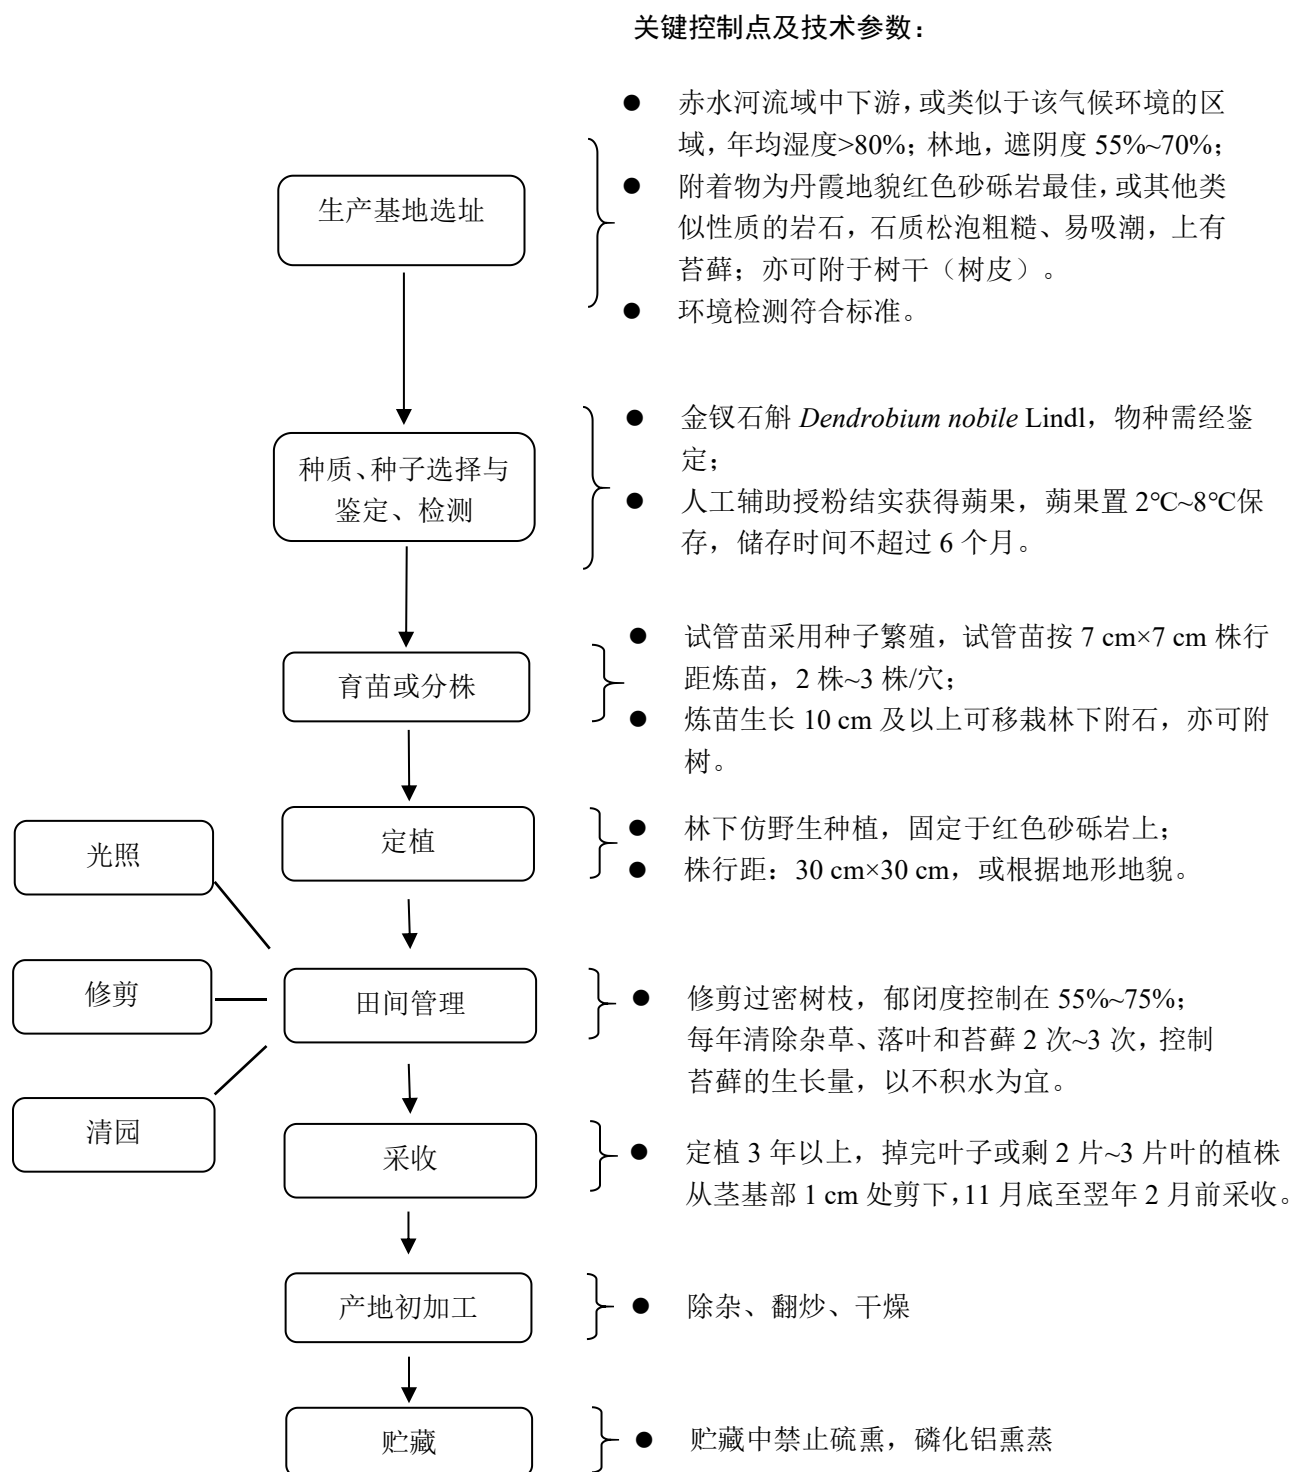 关键控制点及技术参数：
生产基地选址
● 赤水河流域中下游，或类似于该气候环境的区
域，年均湿度>80%；林地，遮阴度 55%~70%；
● 附着物为丹霞地貌红色砂砾岩最佳，或其他类
似性质的岩石，石质松泡粗糙、易吸潮，上有
苔藓；亦可附于树干（树皮）。
● 环境检测符合标准。
种质、种子选择与
鉴定、检测
● 金钗石斛 Dendrobium nobile Lindl，物种需经鉴
定；
● 人工辅助授粉结实获得蒴果，蒴果置 2℃~8℃保
存，储存时间不超过 6 个月。
育苗或分株
● 试管苗采用种子繁殖，试管苗按 7 cm×7 cm 株行
距炼苗，2 株~3 株/穴；
● 炼苗生长 10 cm 及以上可移栽林下附石，亦可附
树。
定植
● 林下仿野生种植，固定于红色砂砾岩上；
● 株行距：30 cm×30 cm，或根据地形地貌。
光照
修剪
清园
田间管理
● 修剪过密树枝，郁闭度控制在 55%~75%；
每年清除杂草、落叶和苔藓 2 次~3 次，控制
苔藓的生长量，以不积水为宜。
采收
● 定植 3 年以上，掉完叶子或剩 2 片~3 片叶的植株
从茎基部 1 cm 处剪下，11 月底至翌年 2 月前采收。
产地初加工
● 除杂、翻炒、干燥
贮藏
● 贮藏中禁止硫熏，磷化铝熏蒸